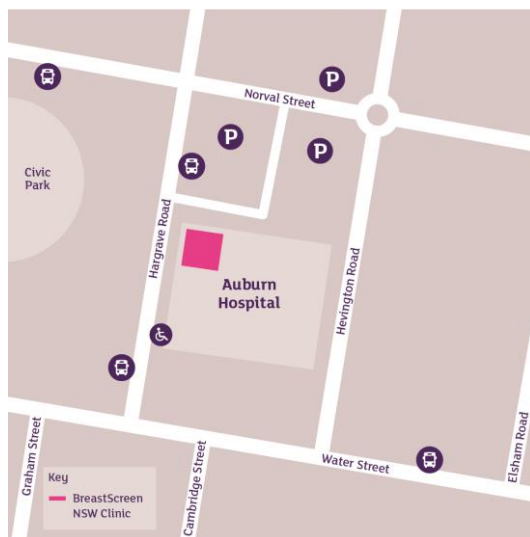 Norval Street
P
P
P
Civic
Park
Hargrave Road
Hevington Road
Auburn
Hospital
Graham Street
Cambridge Street
Water Street
Elsham Road
Key
BreastScreen
NSW Clinic